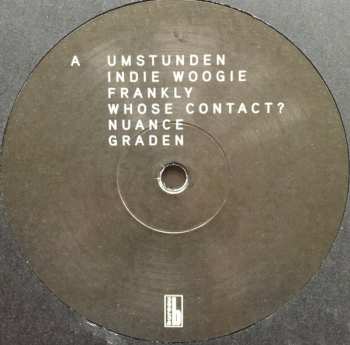 A UMSTUNDEN
INDIE WOOGIE
FRANKLY
WHOSE CONTACT?
NUANCE
GRADEN